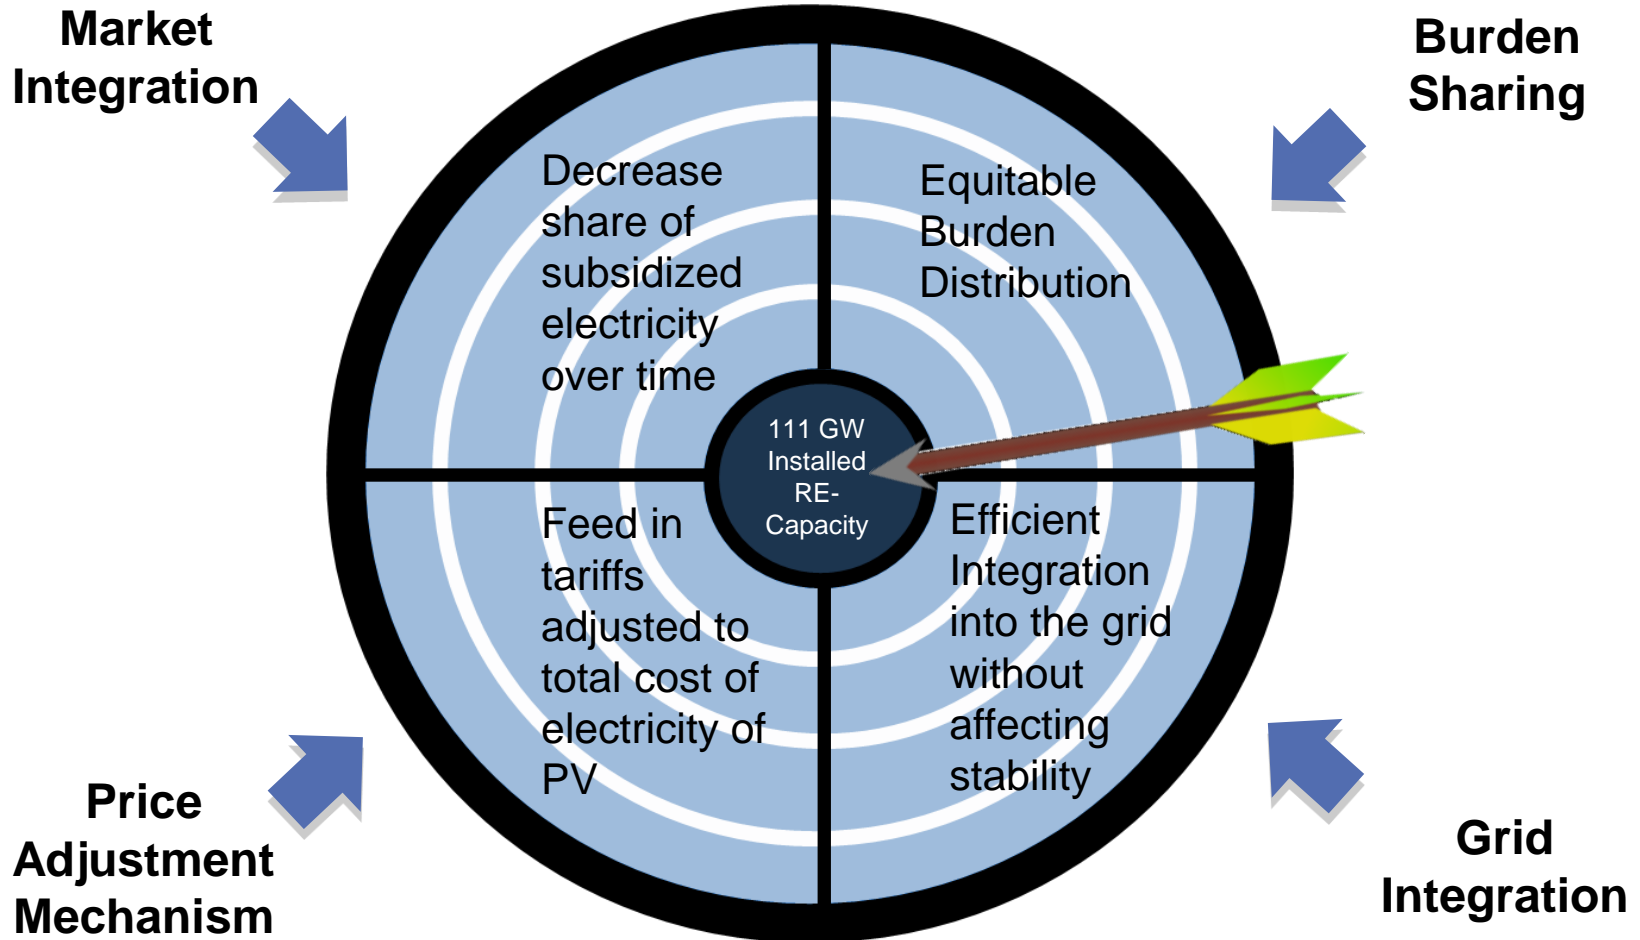 Market
Integration
Burden
Sharing
Decrease
share of
subsidized
electricity
over time
Equitable
Burden
Distribution
111 GW
Installed
RE-
Capacity
Feed in
tariffs
adjusted to
total cost of
electricity of
PV
Efficient
Integration
into the grid
without
affecting
stability
Price
Adjustment
Mechanism
Grid
Integration